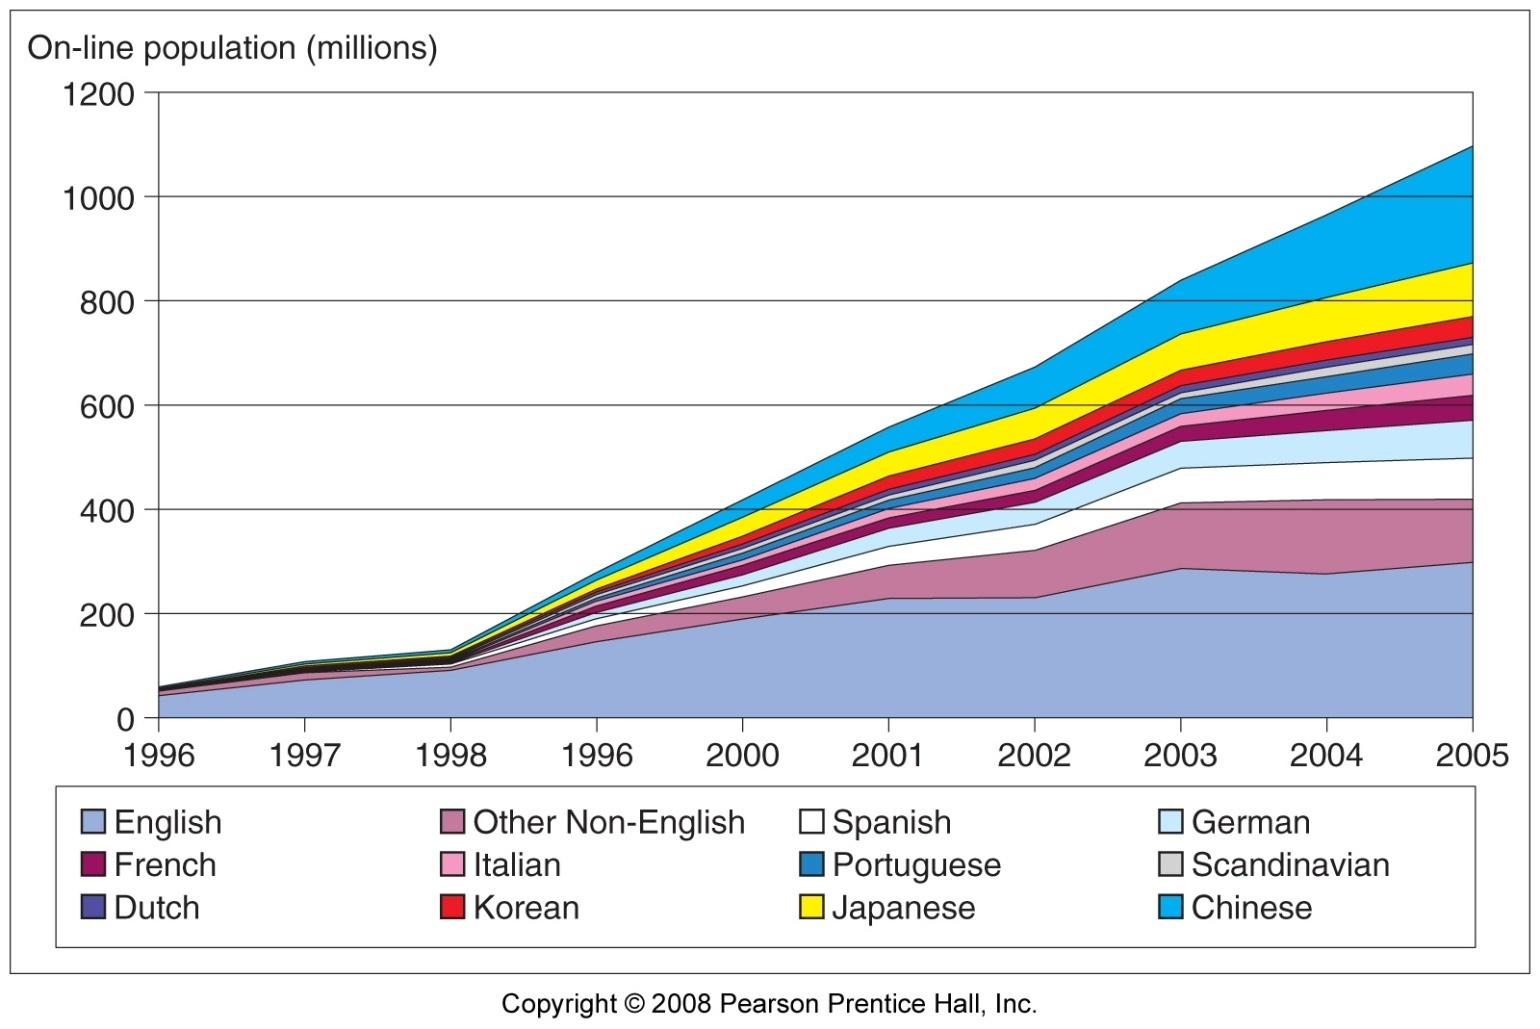 On-line population (millions)
1200
1000
800
600
400
200
0
1996 1997 1998 1996 2000 2001 2002 2003 2004 2005
English Other Non-English Spanish German
French Italian Portuguese Scandinavian
Dutch Korean Japanese Chinese
Copyright © 2008 Pearson Prentice Hall, Inc.